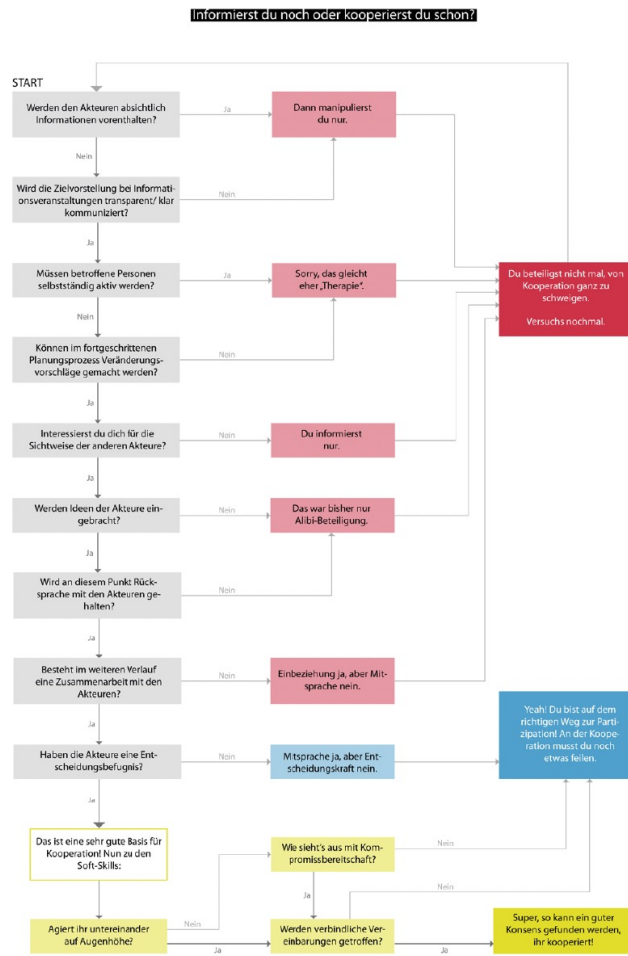 Informierst du noch oder kooperierst du schon?
START
Werden den Akteuren absichtlich
Informationen vorenthalten?
Ja
Dann manipulierst
du nur.
Nein
Wird die Zielvorstellung bei Informati-
onsveranstaltungen transparent/ klar
kommuniziert?
Nein
Ja
Müssen betroffene Personen
selbstständig aktiv werden?
Ja
Sorry, das gleicht
eher „Therapie“.
Du beteiligst nicht mal, von
Kooperation ganz zu
schweigen.
Versuchs nochmal.
Nein
Können im fortgeschrittenen
Planungsprozess Veränderungs-
vorschläge gemacht werden?
Nein
Ja
Interessierst du dich für die
Sichtweise der anderen Akteure?
Nein
Du informierst
nur.
Ja
Werden Ideen der Akteure ein-
gebracht?
Nein
Das war bisher nur
Alibi-Beteiligung.
Ja
Wird an diesem Punkt Rück-
sprache mit den Akteuren ge-
halten?
Nein
Ja
Besteht im weiteren Verlauf
eine Zusammenarbeit mit den
Akteuren?
Nein
Einbeziehung ja, aber Mit-
sprache nein.
Ja
Haben die Akteure eine Ent-
scheidungsbefugnis?
Nein
Mitsprache ja, aber Ent-
scheidungskraft nein.
Yeah! Du bist auf dem
richtigen Weg zur Parti-
zipation! An der Koope-
ration musst du noch
etwas feilen.
Ja
Das ist eine sehr gute Basis für
Kooperation! Nun zu den
Soft-Skills:
Wie sieht's aus mit Kom-
promissbereitschaft?
Nein
Ja
Nein
Agiert ihr untereinander
auf Augenhöhe?
Nein
Ja
Werden verbindliche Ver-
einbarungen getroffen?
Ja
Super, so kann ein guter
Konsens gefunden werden,
ihr kooperiert!